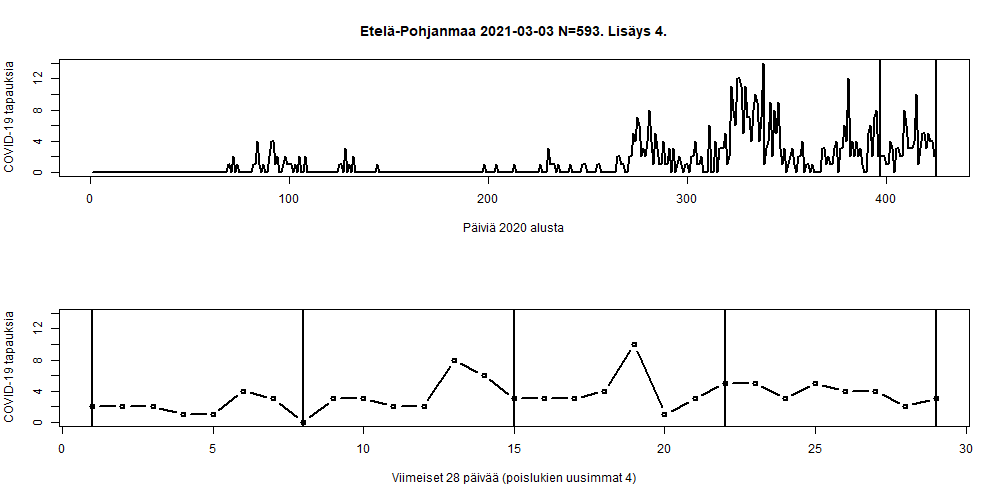 Etelä-Pohjanmaa 2021-03-03 N=593. Lisäys 4.
COVID-19 tapauksia
12
8
4
0
0 100 200 300 400
Päiviä 2020 alusta
COVID-19 tapauksia
12
8
4
0
0 5 10 15 20 25 30
Viimeiset 28 päivää (poislukien uusimmat 4)